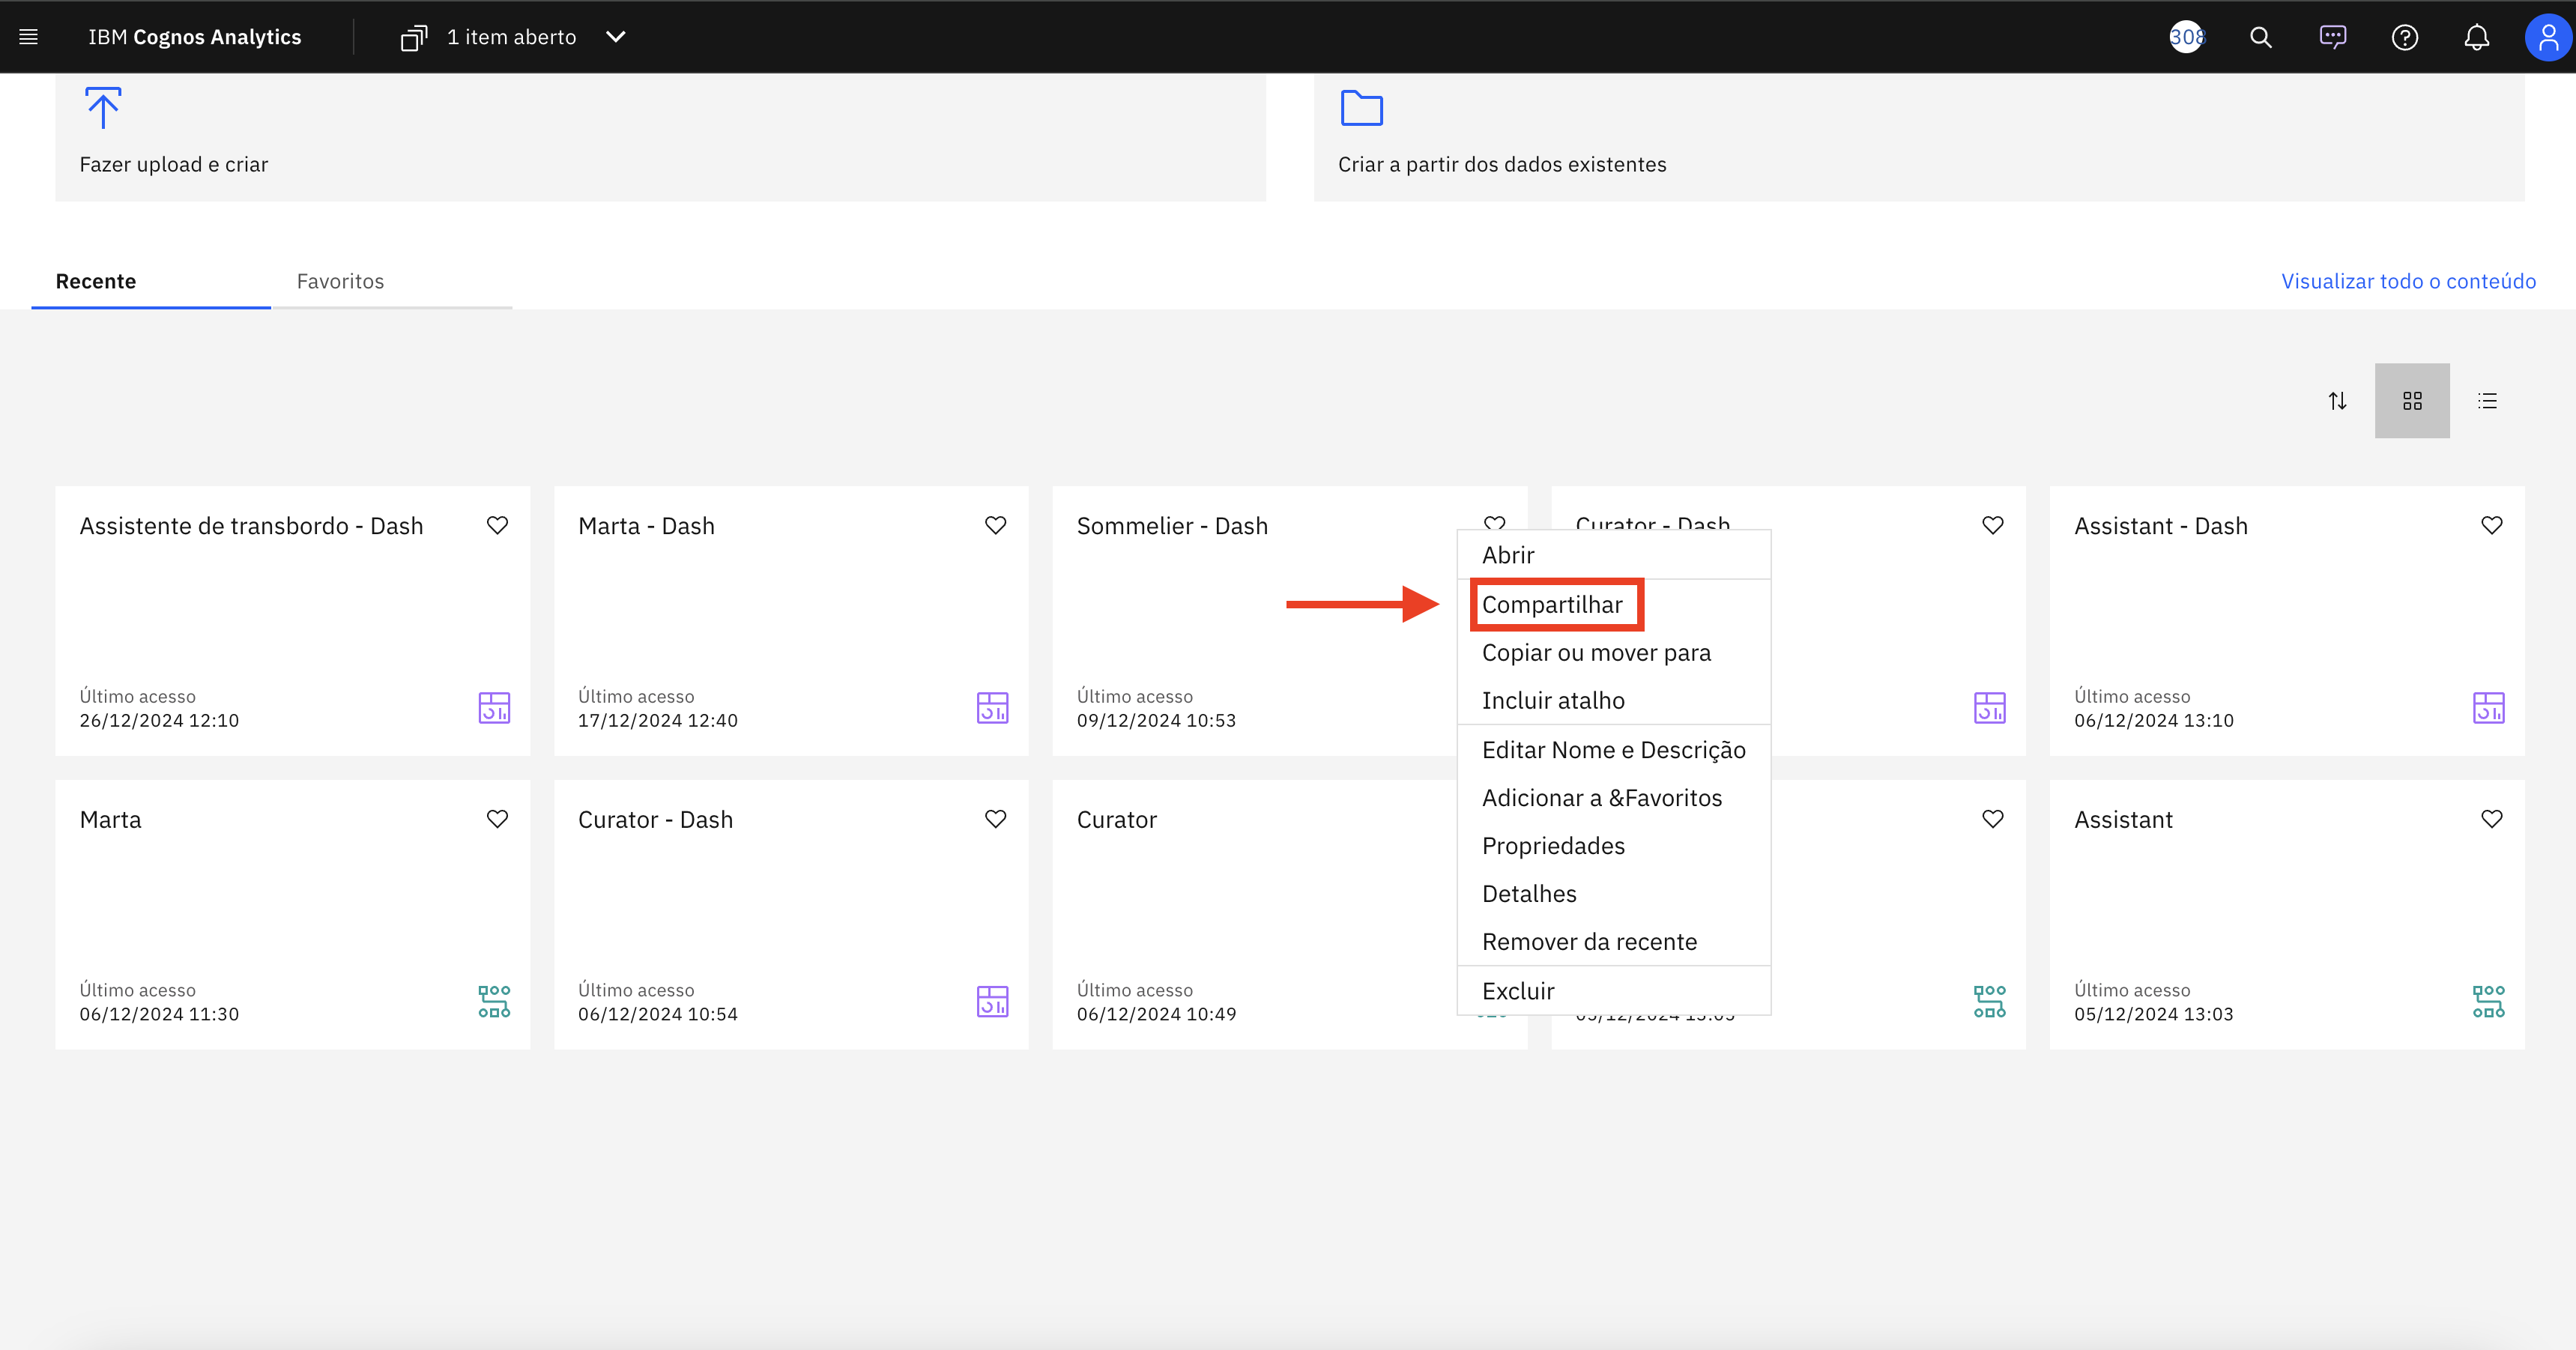 IBM Cognos Analytics
1 item aberto
308
Fazer upload e criar
Criar a partir dos dados existentes
Recente
Favoritos
Visualizar todo o conteúdo
Assistente de transbordo - Dash
Marta - Dash
Sommelier - Dash
Curator - Dash
Assistant - Dash
Abrir
Compartilhar
Copiar ou mover para
Incluir atalho
Editar Nome e Descrição
Adicionar a &Favoritos
Propriedades
Detalhes
Remover da recente
Excluir
Último acesso
26/12/2024 12:10
Último acesso
17/12/2024 12:40
Último acesso
09/12/2024 10:53
Último acesso
06/12/2024 13:10
Marta
Curator - Dash
Curator
Assistant
Último acesso
06/12/2024 11:30
Último acesso
06/12/2024 10:54
Último acesso
06/12/2024 10:49
Último acesso
05/12/2024 13:03